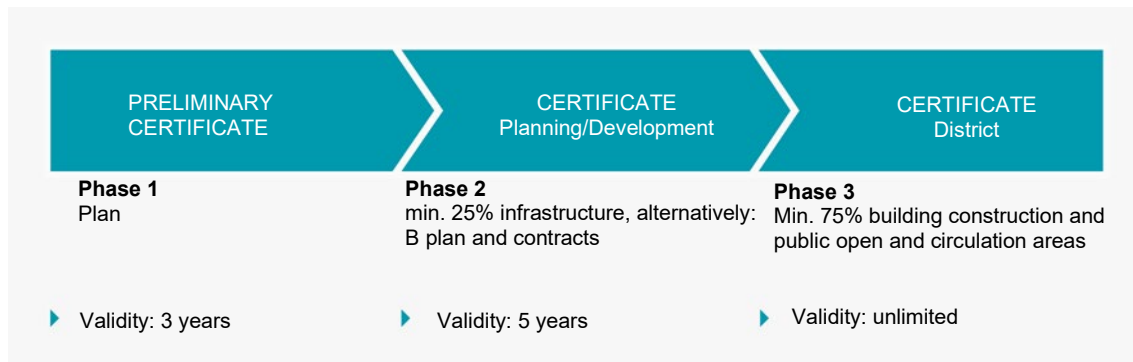 PRELIMINARY
CERTIFICATE
CERTIFICATE
Planning/Development
CERTIFICATE
District
Phase 1
Plan
Phase 2
min. 25% infrastructure, alternatively:
B plan and contracts
Phase 3
Min. 75% building construction and
public open and circulation areas
Validity: 3 years
Validity: 5 years
Validity: unlimited